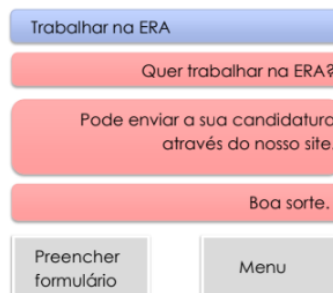 Trabalhar na ERA
Quer trabalhar na ERA?
Pode enviar a sua candidatura
através do nosso site.
Boa sorte.
Preencher
formulário
Menu